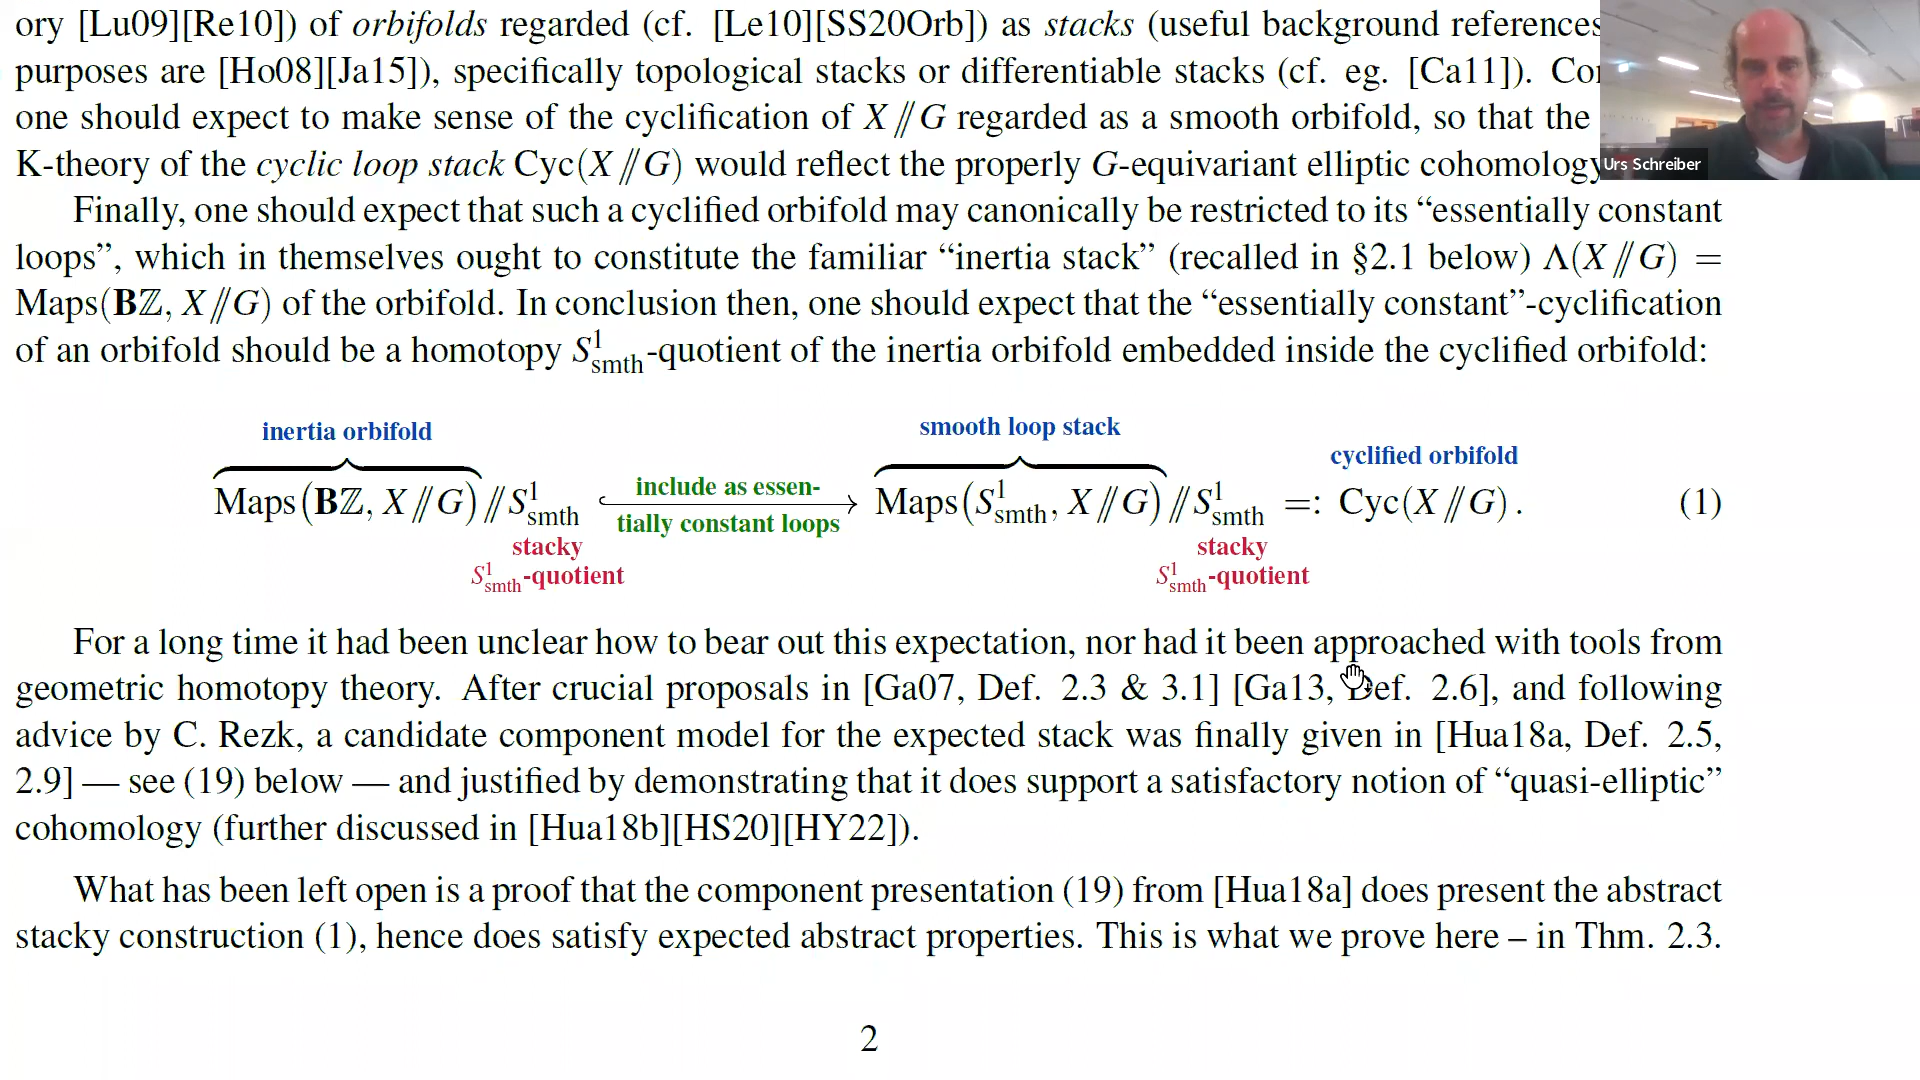 ory [Lu09][Re10]) of orbifolds regarded (cf. [Le10][SS20Orb]) as stacks (useful background references
purposes are [Ho08][Ja15]), specifically topological stacks or differentiable stacks (cf. eg. [Ca11]).
one should expect to make sense of the cyclification of X⫽G regarded as a smooth orbifold, so that the
K-theory of the cyclic loop stack Cyc(X⫽G) would reflect the properly G-equivariant elliptic cohomology
Urs Schreiber
Finally, one should expect that such a cyclified orbifold may canonically be restricted to its “essentially constant
loops”, which in themselves ought to constitute the familiar “inertia stack” (recalled in §2.1 below) Λ(X⫽G) =
Maps(Bℤ, X⫽G) of the orbifold. In conclusion then, one should expect that the “essentially constant”-cyclification
of an orbifold should be a homotopy S¹_smth-quotient of the inertia orbifold embedded inside the cyclified orbifold:
inertia orbifold
smooth loop stack
cyclified orbifold
Maps(Bℤ, X⫽G)⫽S¹_smth include as essen-tially constant loops Maps(S¹_smth, X⫽G)⫽S¹_smth =: Cyc(X⫽G). (1)
stacky
S¹_smth-quotient
stacky
S¹_smth-quotient
For a long time it had been unclear how to bear out this expectation, nor had it been approached with tools from
geometric homotopy theory. After crucial proposals in [Ga07, Def. 2.3 & 3.1] [Ga13, Def. 2.6], and following
advice by C. Rezk, a candidate component model for the expected stack was finally given in [Hua18a, Def. 2.5,
2.9] — see (19) below — and justified by demonstrating that it does support a satisfactory notion of “quasi-elliptic”
cohomology (further discussed in [Hua18b][HS20][HY22]).
What has been left open is a proof that the component presentation (19) from [Hua18a] does present the abstract
stacky construction (1), hence does satisfy expected abstract properties. This is what we prove here – in Thm. 2.3.
2